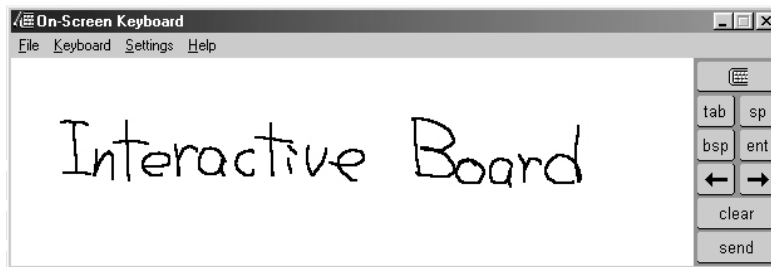 On-Screen Keyboard
File Keyboard Settings Help
Interactive Board
tab sp
bsp ent
← →
clear
send